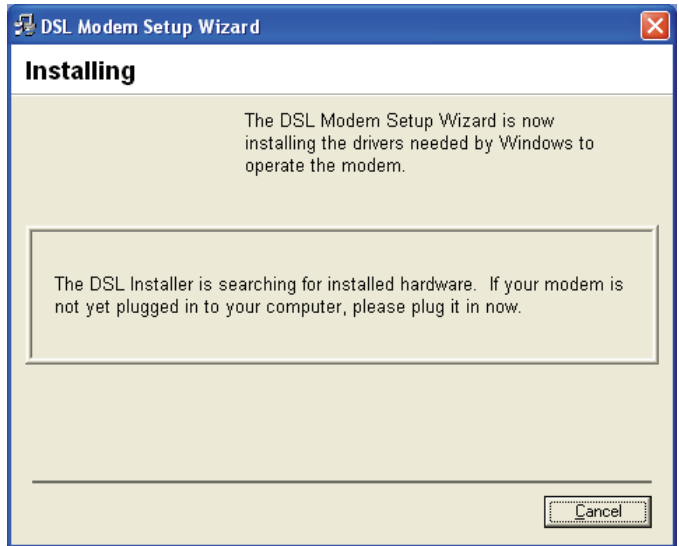 DSL Modem Setup Wizard
Installing
The DSL Modem Setup Wizard is now
installing the drivers needed by Windows to
operate the modem.
The DSL Installer is searching for installed hardware.  If your modem is
not yet plugged in to your computer, please plug it in now.
Cancel